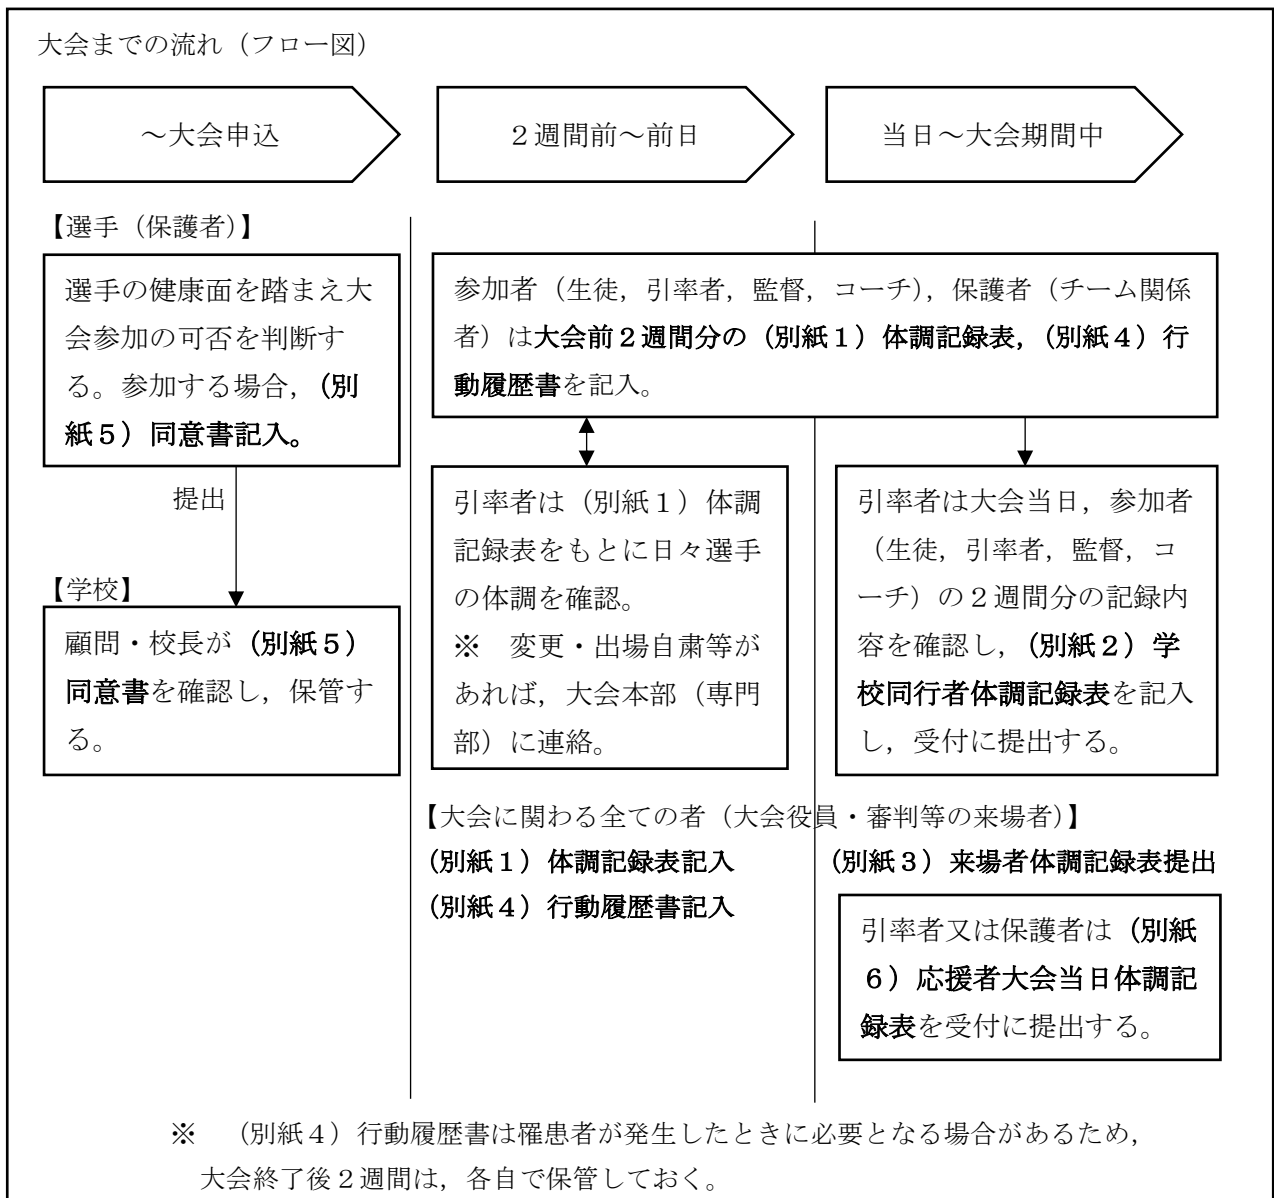 大会までの流れ（フロー図）
～大会申込
２週間前～前日
当日～大会期間中
【選手（保護者）】
選手の健康面を踏まえ大
会参加の可否を判断す
る。参加する場合，（別
紙５）同意書記入。
提出
【学校】
顧問・校長が（別紙５）
同意書を確認し，保管す
る。
参加者（生徒，引率者，監督，コーチ），保護者（チーム関係
者）は大会前２週間分の（別紙１）体調記録表，（別紙４）行
動履歴書を記入。
引率者は（別紙１）体調
記録表をもとに日々選手
の体調を確認。
※　変更・出場自粛等が
あれば，大会本部（専門
部）に連絡。
引率者は大会当日，参加者
（生徒，引率者，監督，コ
ーチ）の２週間分の記録内
容を確認し，（別紙２）学
校同行者体調記録表を記入
し，受付に提出する。
【大会に関わる全ての者（大会役員・審判等の来場者）】
（別紙１）体調記録表記入
（別紙４）行動履歴書記入
（別紙３）来場者体調記録表提出
引率者又は保護者は（別紙
６）応援者大会当日体調記
録表を受付に提出する。
※　（別紙４）行動履歴書は罹患者が発生したときに必要となる場合があるため，
大会終了後２週間は，各自で保管しておく。